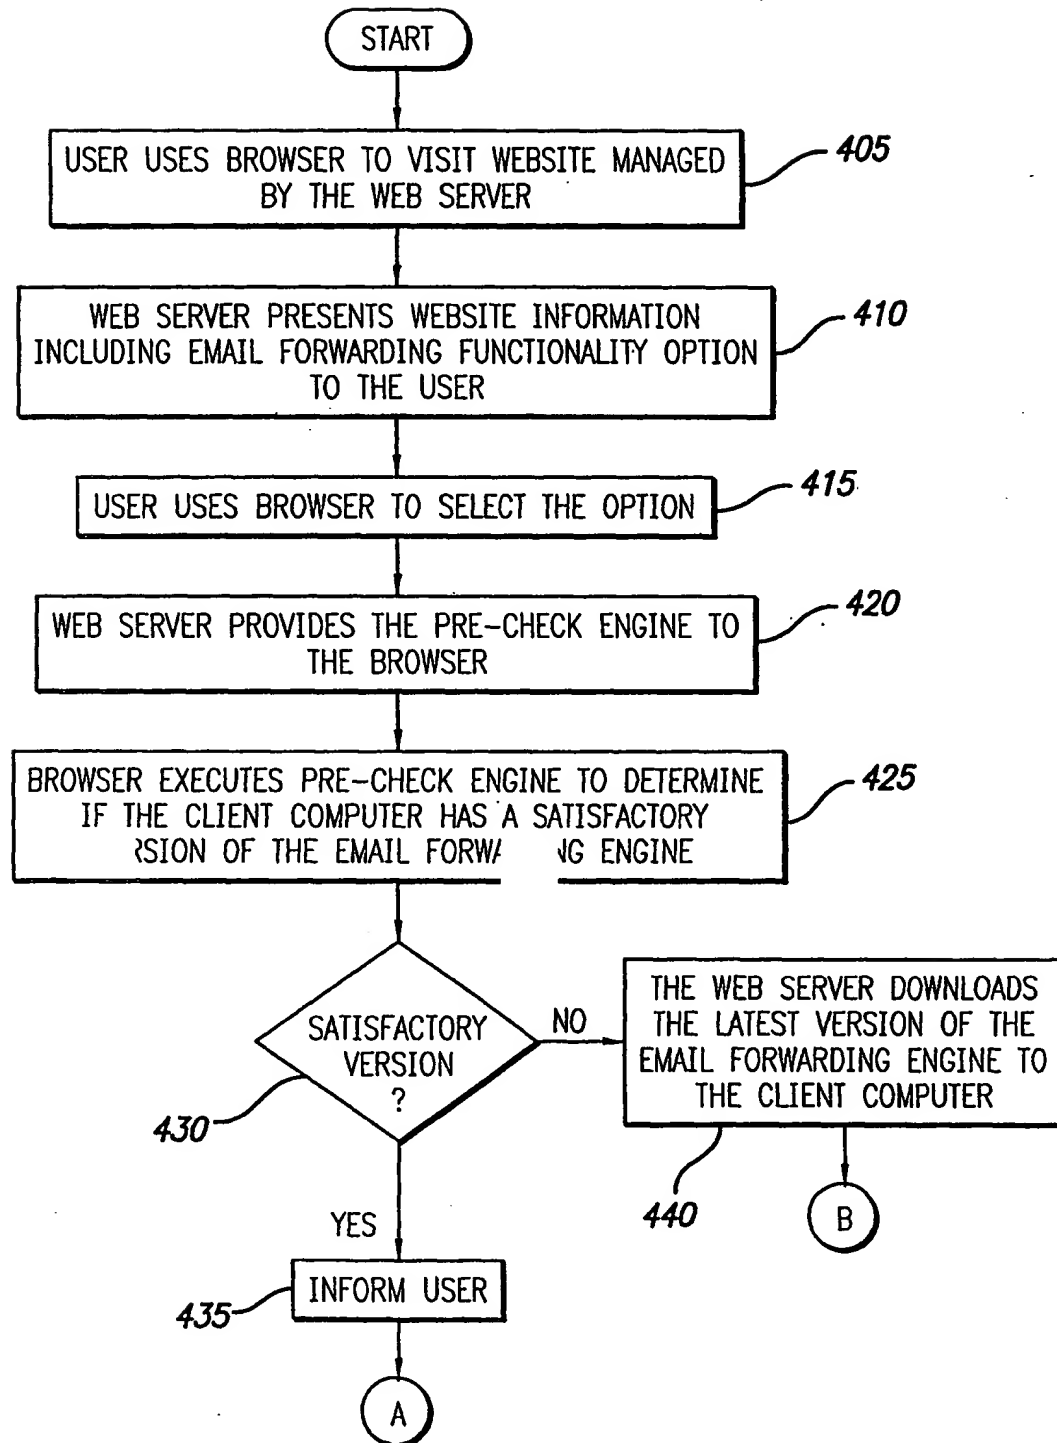 START
USER USES BROWSER TO VISIT WEBSITE MANAGED
BY THE WEB SERVER
405
WEB SERVER PRESENTS WEBSITE INFORMATION
INCLUDING EMAIL FORWARDING FUNCTIONALITY OPTION
TO THE USER
410
USER USES BROWSER TO SELECT THE OPTION
415
WEB SERVER PROVIDES THE PRE-CHECK ENGINE TO
THE BROWSER
420
BROWSER EXECUTES PRE-CHECK ENGINE TO DETERMINE
IF THE CLIENT COMPUTER HAS A SATISFACTORY
OF THE EMAIL ENGINE
425
SATISFACTORY
VERSION
?
430
NO
THE WEB SERVER DOWNLOADS
THE LATEST VERSION OF THE
EMAIL FORWARDING ENGINE TO
THE CLIENT COMPUTER
440
B
YES
INFORM USER
435
A